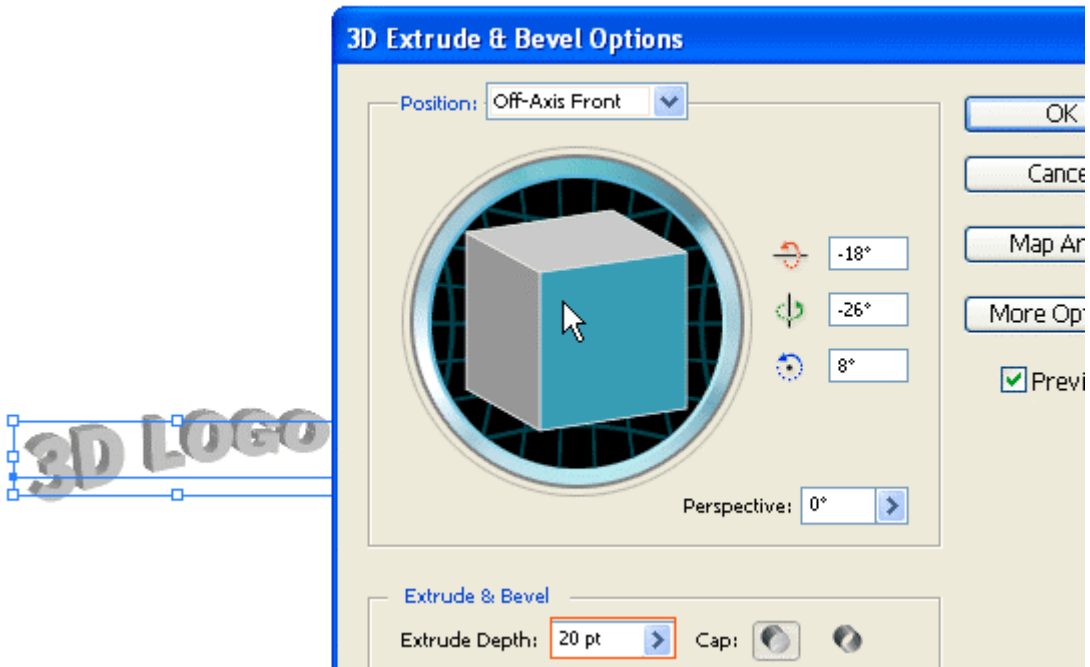 3D Extrude & Bevel Options
Position: Off-Axis Front
OK
Cance
-18°
Map Ar
-26°
More Opt
8°
Previ
3D LOGO
Perspective: 0°
Extrude & Bevel
Extrude Depth: 20 pt Cap: